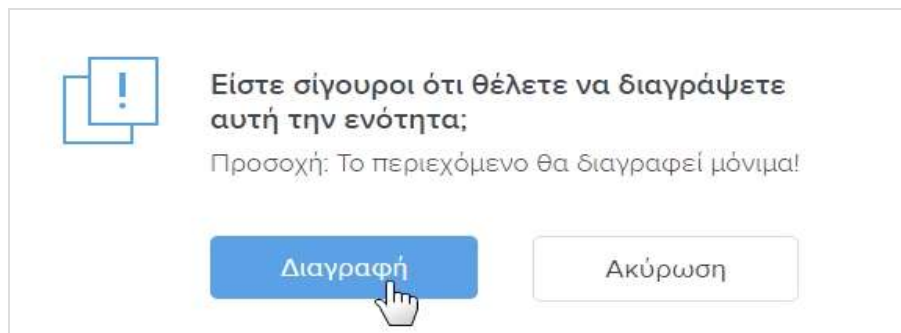 Είστε σίγουροι ότι θέλετε να διαγράψετε
αυτή την ενότητα;
Προσοχή: Το περιεχόμενο θα διαγραφεί μόνιμα!
Διαγραφή
Ακύρωση